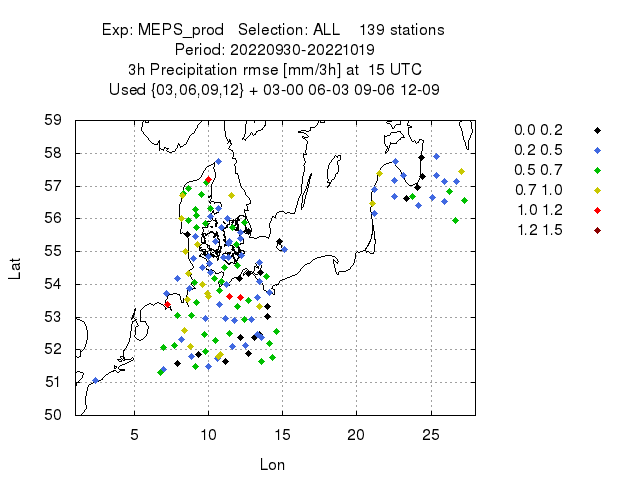 Exp: MEPS_prod Selection: ALL 139 stations
Period: 20220930-20221019
3h Precipitation rmse [mm/3h] at 15 UTC
Used {03,06,09,12} + 03-00 06-03 09-06 12-09
59
58
57
56
55
54
53
52
51
50
Lat
5 10 15 20 25
Lon
0.0 0.2
0.2 0.5
0.5 0.7
0.7 1.0
1.0 1.2
1.2 1.5